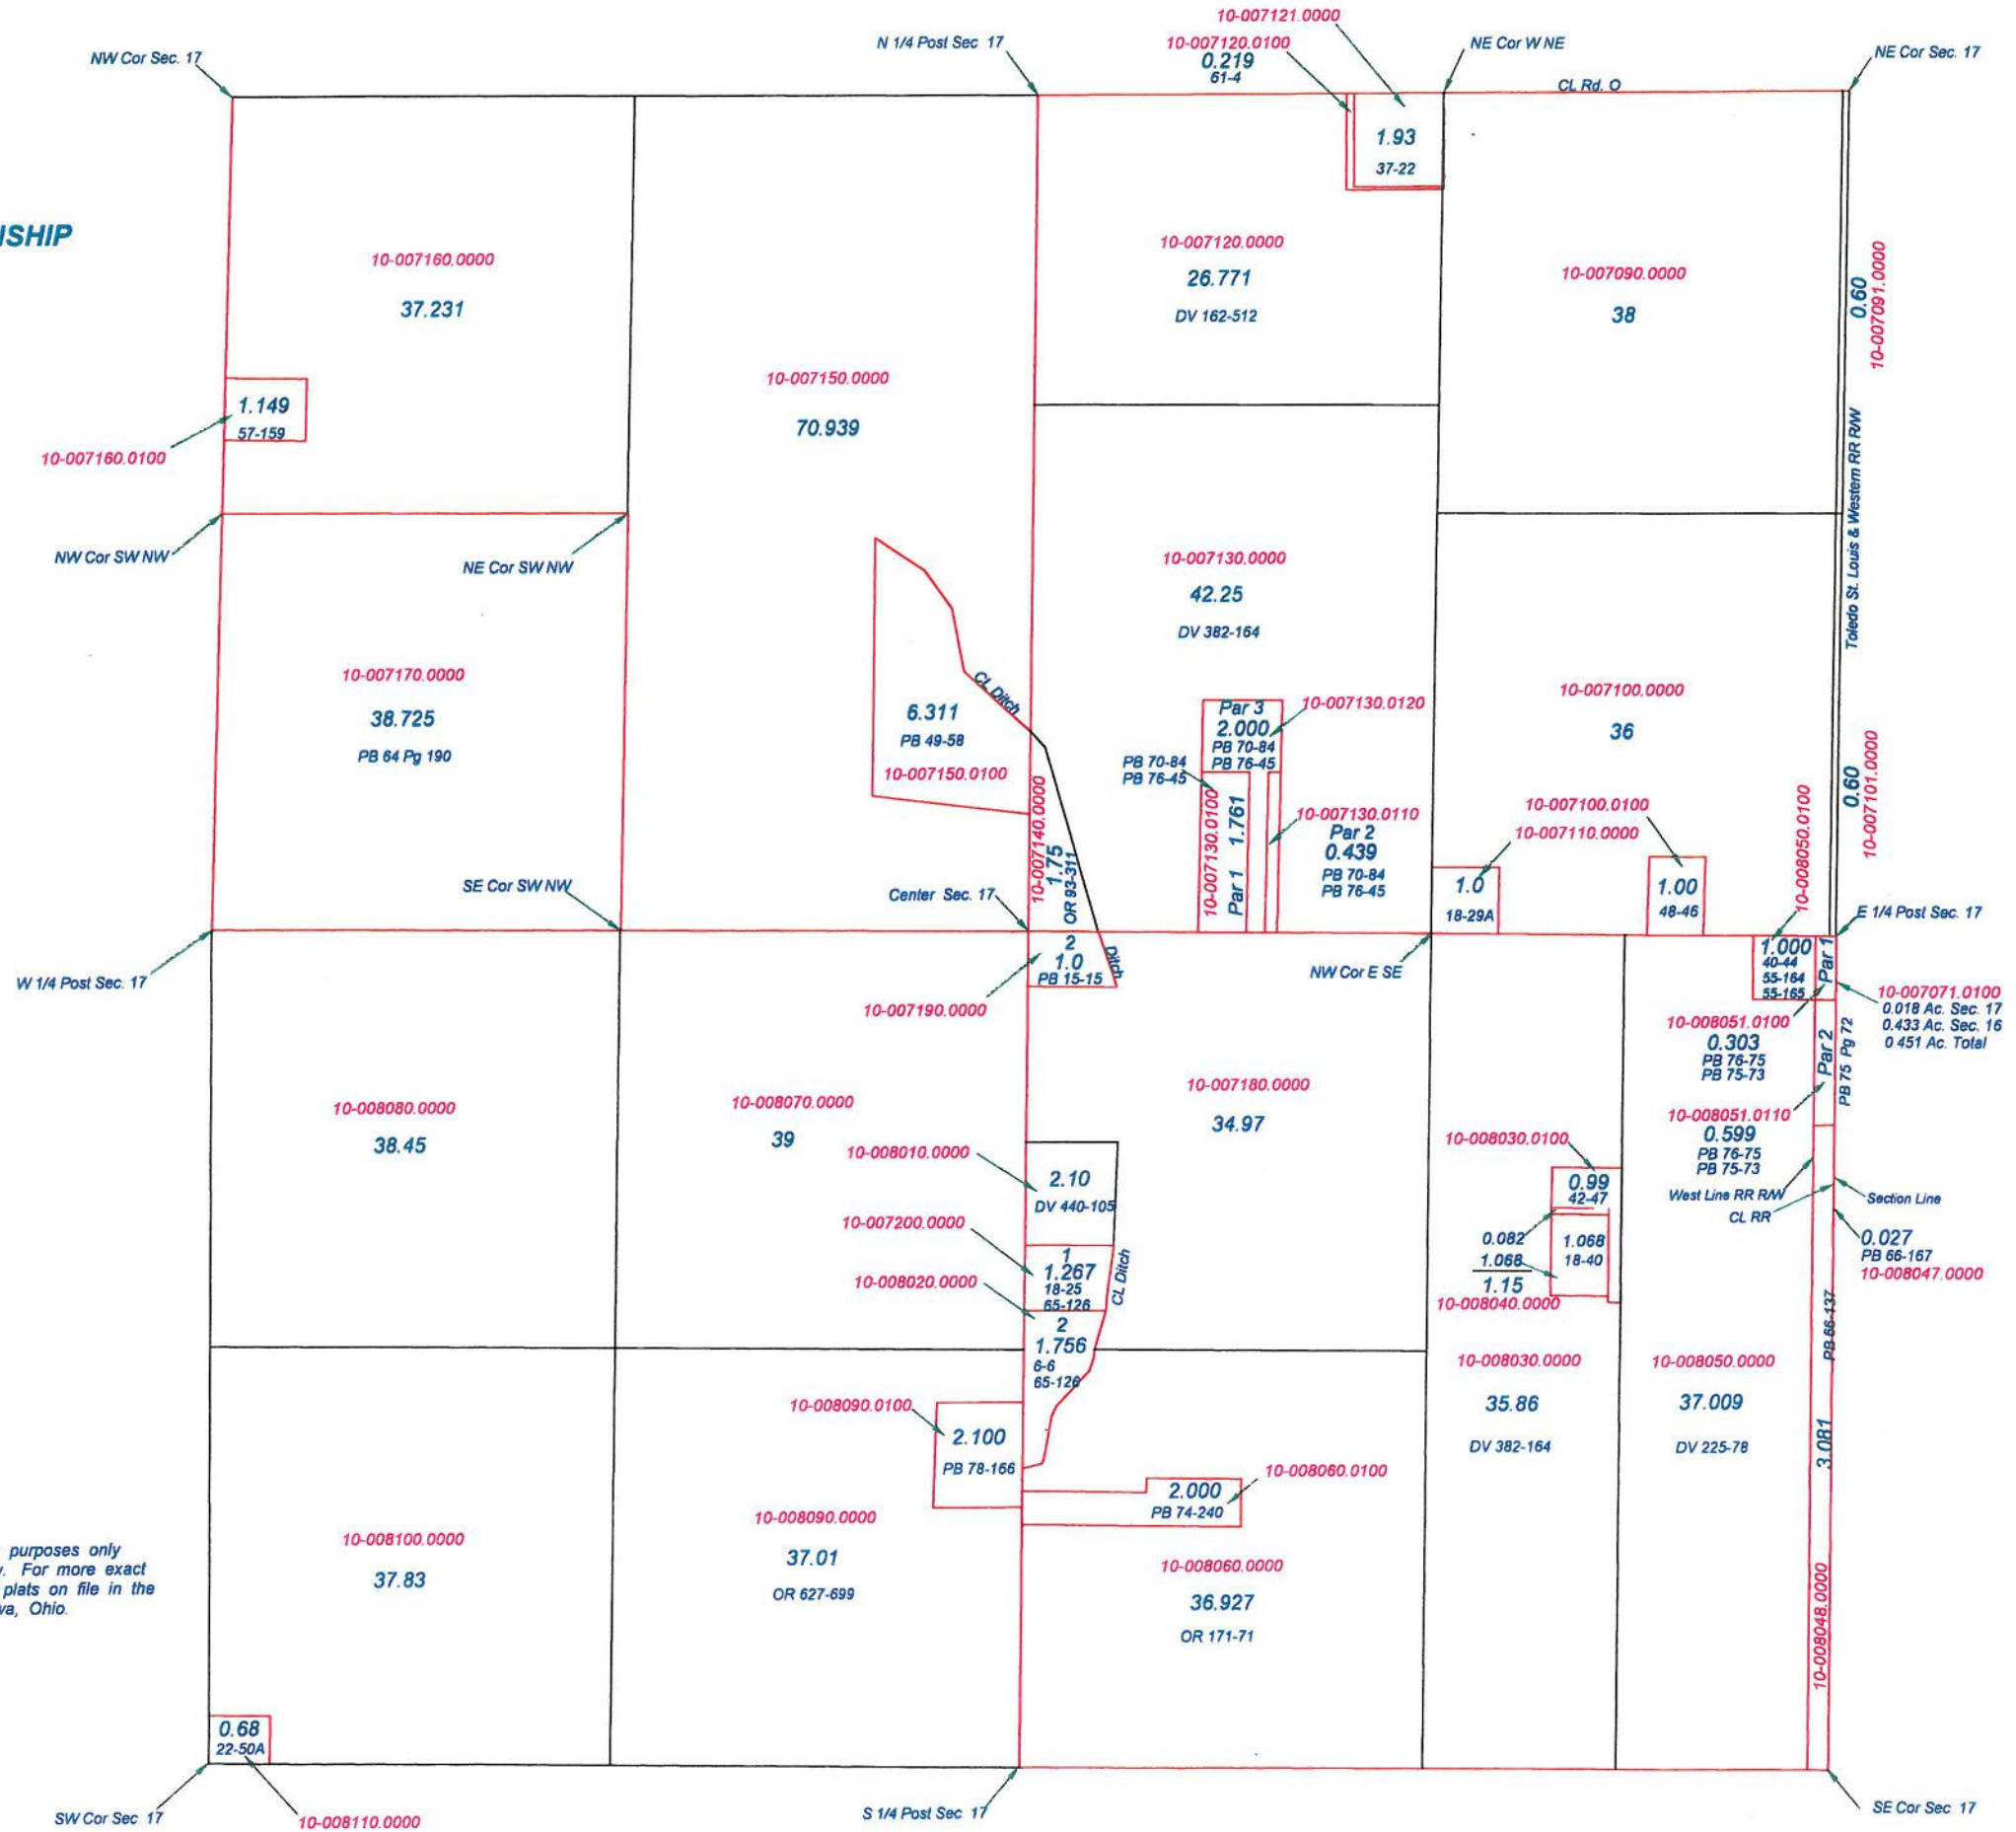 10-007121.0000
N 1/4 Post Sec 17
10-007120.0100
NE Cor W NE
0.219
61-4
NW Cor Sec. 17
NE Cor Sec. 17
CL Rd. O
1.93
37-22
NSHIP
10-007160.0000
37.231
10-007120.0000
26.771
DV 162-512
10-007090.0000
38
0.60
10-007091.0000
10-007150.0000
70.939
1.149
57-159
10-007160.0100
Toledo St. Louis & Western RR R/W
NW Cor SW NW
NE Cor SW NW
10-007130.0000
42.25
DV 382-164
10-007170.0000
38.725
PB 64 Pg 190
CL Ditch
6.311
PB 49-58
10-007150.0100
10-007100.0000
36
Par 3
2.000
PB 70-84
PB 76-45
10-007130.0120
PB 70-84
PB 76-45
10-007130.0100
Par 1 1.761
10-007130.0110
Par 2
0.439
PB 70-84
PB 76-45
0.60
10-007101.0000
10-007100.0100
10-007110.0000
10-008050.0100
10-007140.0000
1.75
OR 93-311
1.0
18-29A
1.00
48-46
SE Cor SW NW
Center Sec. 17
E 1/4 Post Sec. 17
W 1/4 Post Sec. 17
2
1.0
PB 15-15
Ditch
NW Cor E SE
1.000
40-44
55-164
55-165
Par 1
10-007190.0000
10-007071.0100
0.018 Ac. Sec. 17
0.433 Ac. Sec. 16
0 451 Ac. Total
10-008051.0100
0.303
PB 76-75
PB 75-73
Par 2
PB 75 Pg 72
10-008080.0000
38.45
10-008070.0000
39
10-007180.0000
34.97
10-008051.0110
0.599
PB 76-75
PB 75-73
10-008010.0000
2.10
DV 440-105
10-008030.0100
0.99
42-47
West Line RR R/W
CL RR
Section Line
10-007200.0000
1
1.267
18-25
65-126
CL Ditch
0.082
1.068
1.15
10-008040.0000
1.068
18-40
0.027
PB 66-167
10-008047.0000
10-008020.0000
2
1.756
6-6
65-126
PB 66-137
10-008030.0000
35.86
DV 382-164
10-008050.0000
37.009
DV 225-78
3.081
10-008090.0100
2.100
PB 78-166
10-008060.0100
2.000
PB 74-240
10-008090.0000
37.01
OR 627-699
10-008100.0000
37.83
10-008060.0000
36.927
OR 171-71
10-008048.0000
purposes only
. For more exact
plats on file in the
va, Ohio.
0.68
22-50A
SW Cor Sec 17
10-008110.0000
S 1/4 Post Sec 17
SE Cor Sec 17